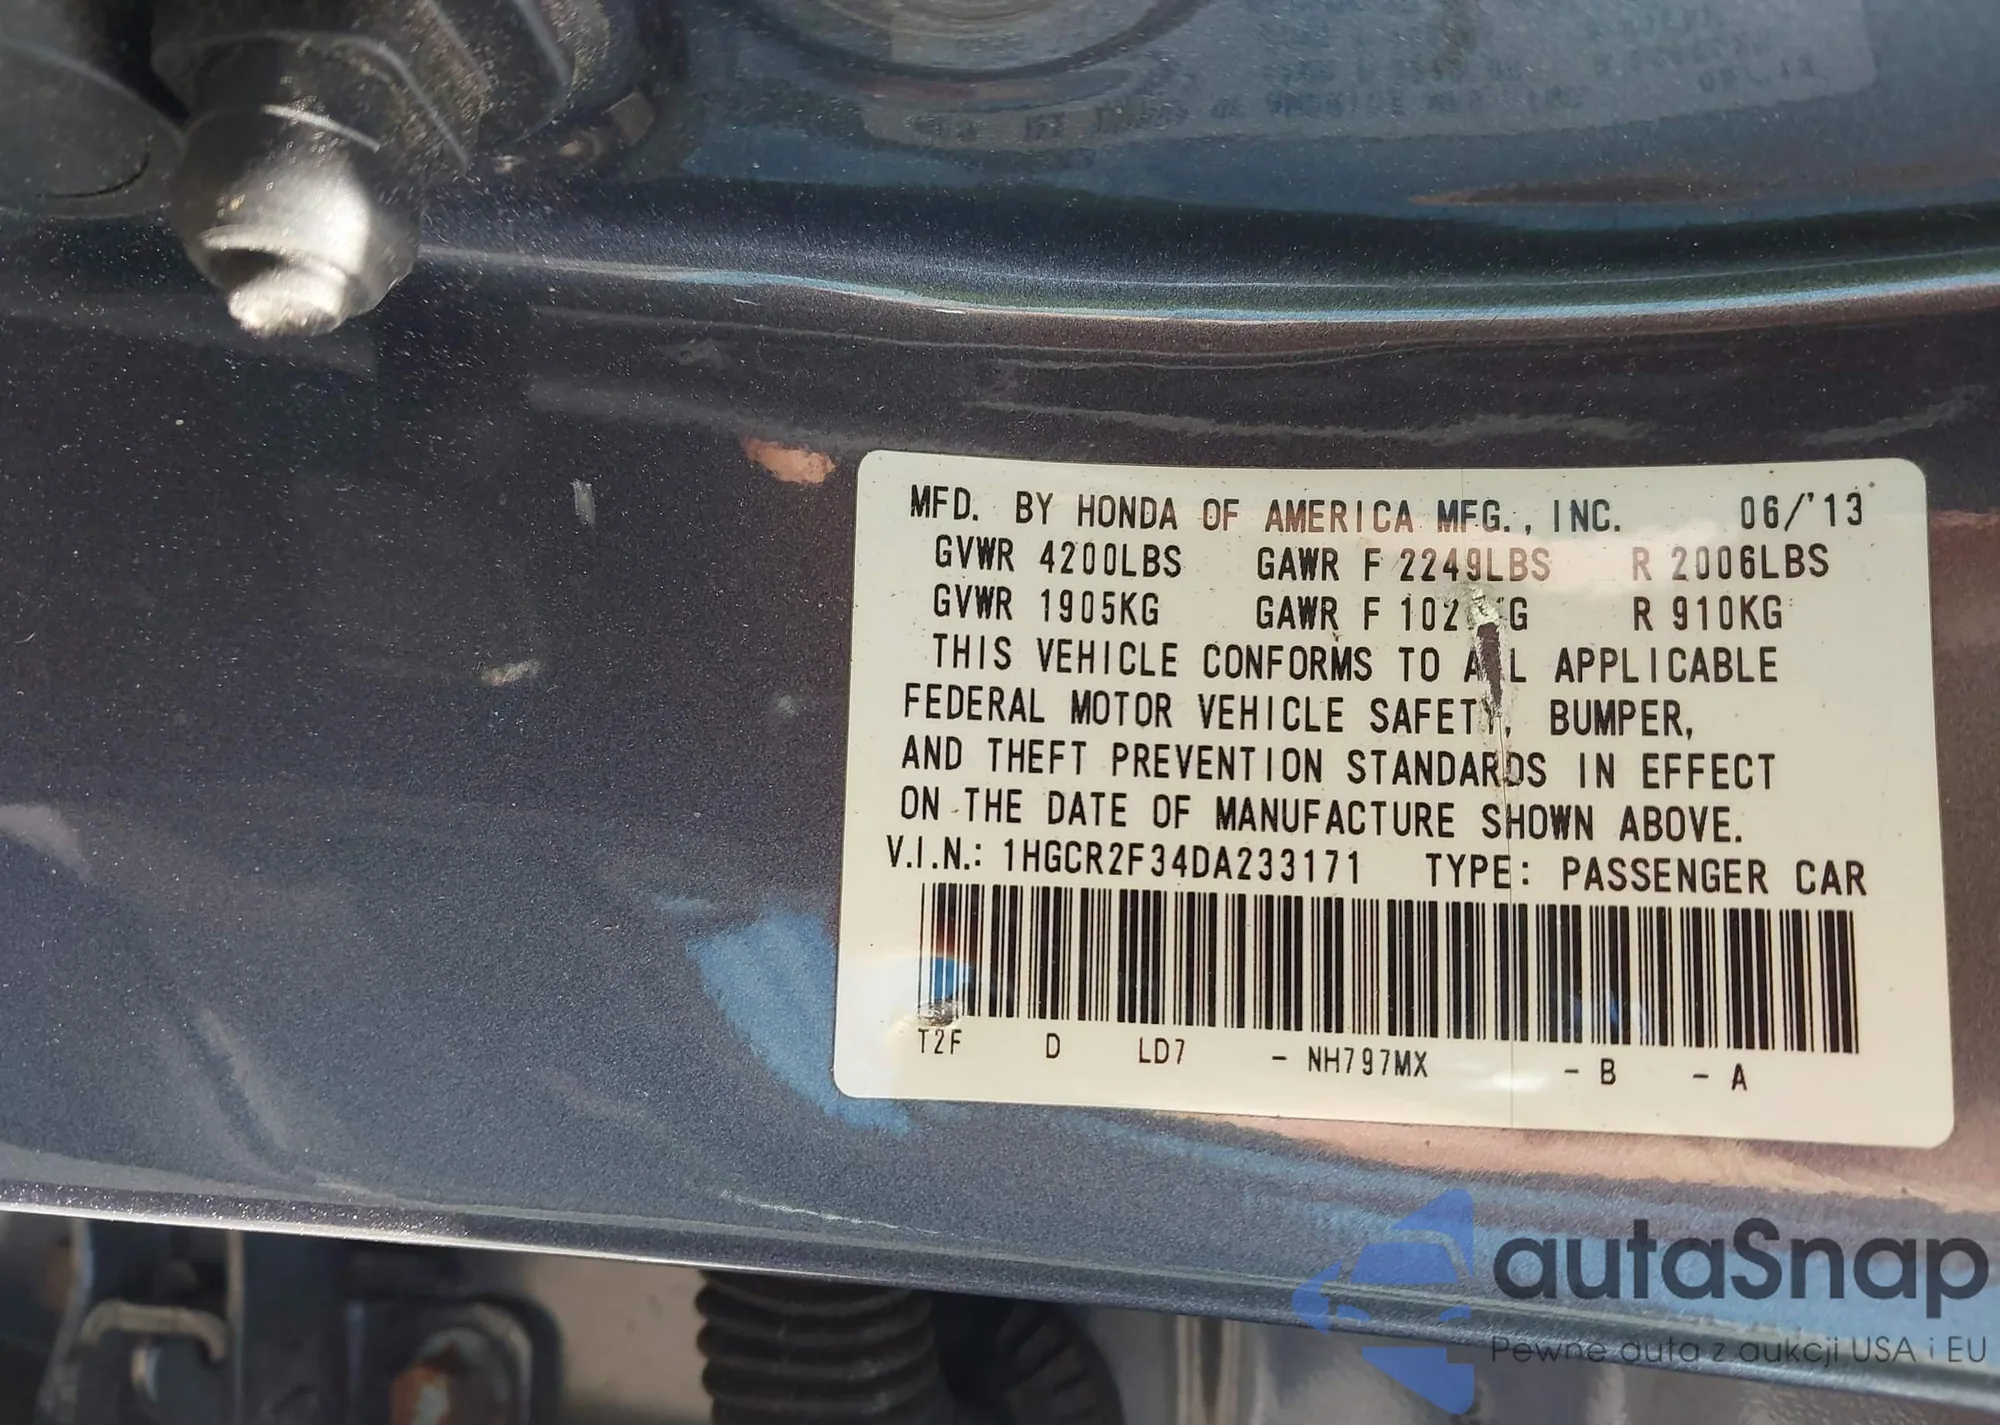 MFD. BY HONDA OF AMERICA MFG., INC. 06/'13
GVWR 4200LBS GAWR F 2249LBS R 2006LBS
GVWR 1905KG GAWR F R 910KG
THIS VEHICLE CONFORMS TO ALL APPLICABLE
FEDERAL MOTOR VEHICLE SAFETY, BUMPER,
AND THEFT PREVENTION STANDARDS IN EFFECT
ON THE DATE OF MANUFACTURE SHOWN ABOVE.
V.I.N.: 1HGCR2F34DA233171 TYPE: PASSENGER CAR
T2F D LD7 - NH797MX - B - A
autaSnap
Pewne auta z aukcji USA i EU